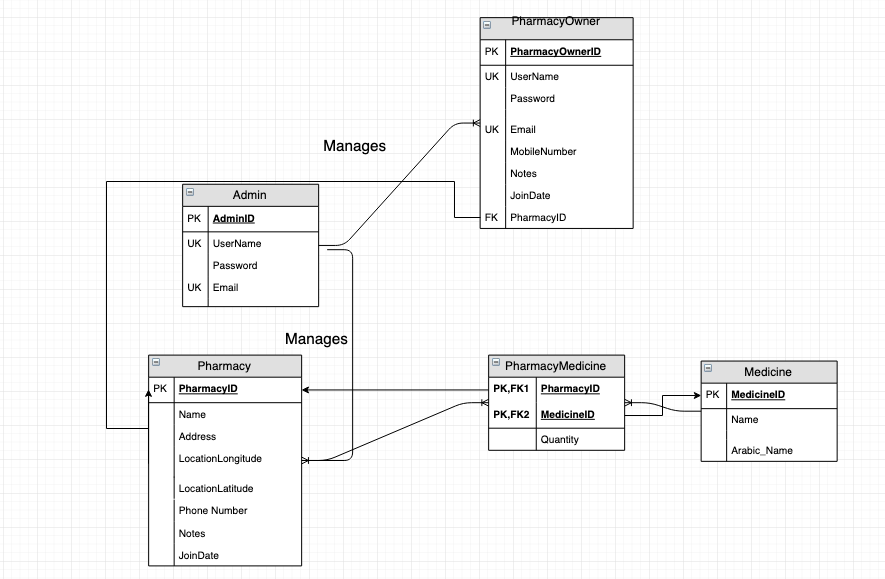 PharmacyOwner
PK PharmacyOwnerID
UK UserName
Password
UK Email
MobileNumber
Notes
JoinDate
FK PharmacyID
Manages
Admin
PK AdminID
UK UserName
Password
UK Email
Manages
Pharmacy
PK PharmacyID
Name
Address
LocationLongitude
LocationLatitude
Phone Number
Notes
JoinDate
PharmacyMedicine
PK,FK1 PharmacyID
PK,FK2 MedicineID
Quantity
Medicine
PK MedicineID
Name
Arabic_Name